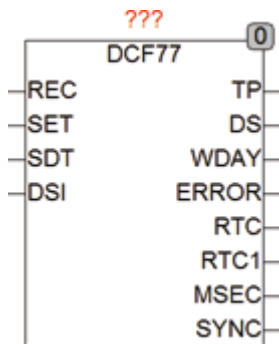 ???
0
DCF77
REC TP
SET DS
SDT WDAY
DSI ERROR
RTC
RTC1
MSEC
SYNC